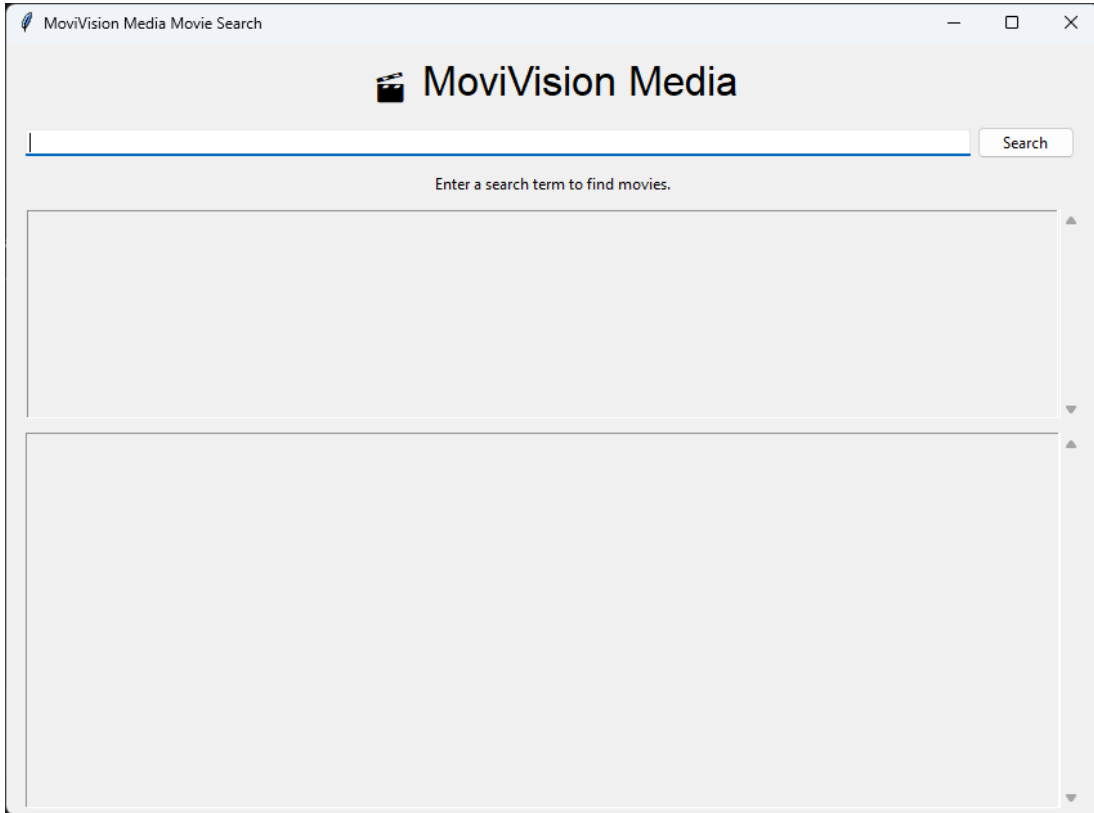 MoviVision Media Movie Search
MoviVision Media
Search
Enter a search term to find movies.